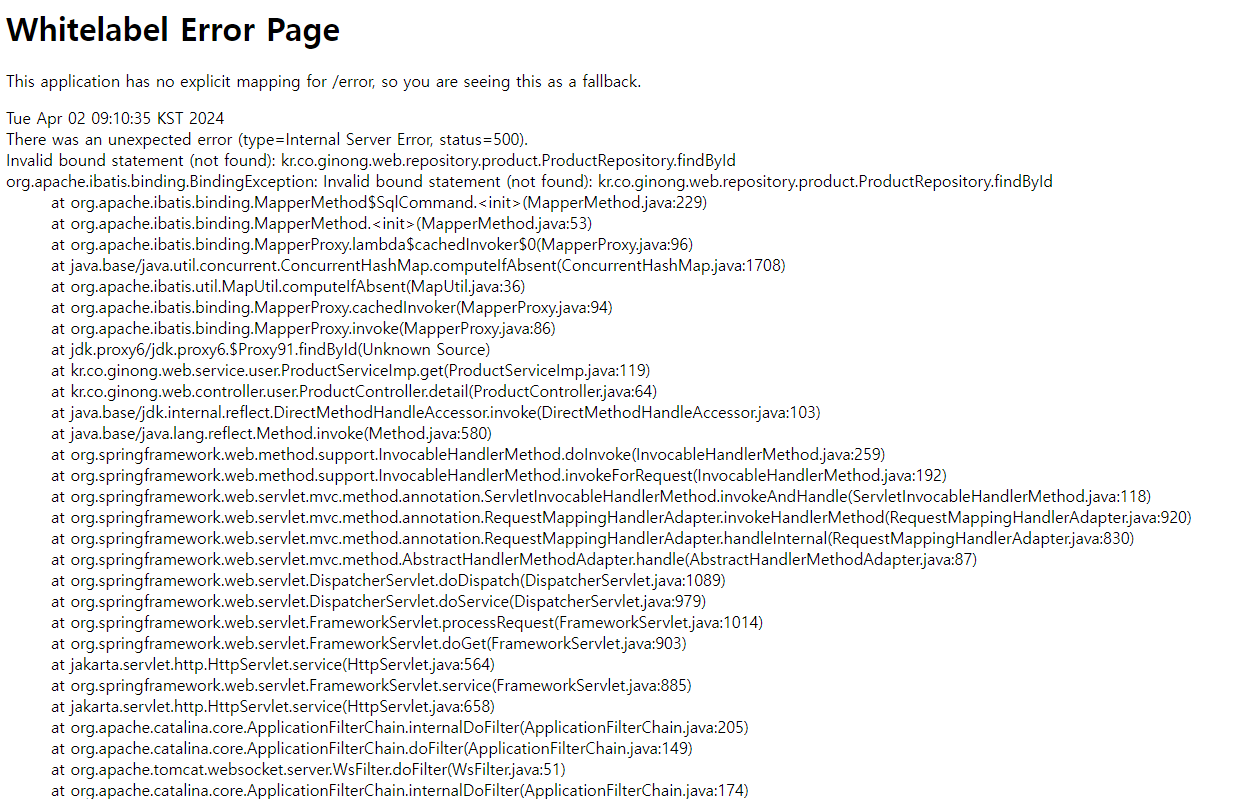 Whitelabel Error Page
This application has no explicit mapping for /error, so you are seeing this as a fallback.
Tue Apr 02 09:10:35 KST 2024
There was an unexpected error (type=Internal Server Error, status=500).
Invalid bound statement (not found): kr.co.ginong.web.repository.product.ProductRepository.findById
org.apache.ibatis.binding.BindingException: Invalid bound statement (not found): kr.co.ginong.web.repository.product.ProductRepository.findById
at org.apache.ibatis.binding.MapperMethod$SqlCommand.<init>(MapperMethod.java:229)
at org.apache.ibatis.binding.MapperMethod.<init>(MapperMethod.java:53)
at org.apache.ibatis.binding.MapperProxy.lambda$cachedInvoker$0(MapperProxy.java:96)
at java.base/java.util.concurrent.ConcurrentHashMap.computeIfAbsent(ConcurrentHashMap.java:1708)
at org.apache.ibatis.util.MapUtil.computeIfAbsent(MapUtil.java:36)
at org.apache.ibatis.binding.MapperProxy.cachedInvoker(MapperProxy.java:94)
at org.apache.ibatis.binding.MapperProxy.invoke(MapperProxy.java:86)
at jdk.proxy6/jdk.proxy6.$Proxy91.findById(Unknown Source)
at kr.co.ginong.web.service.user.ProductServiceImp.get(ProductServiceImp.java:119)
at kr.co.ginong.web.controller.user.ProductController.detail(ProductController.java:64)
at java.base/jdk.internal.reflect.DirectMethodHandleAccessor.invoke(DirectMethodHandleAccessor.java:103)
at java.base/java.lang.reflect.Method.invoke(Method.java:580)
at org.springframework.web.method.support.InvocableHandlerMethod.doInvoke(InvocableHandlerMethod.java:259)
at org.springframework.web.method.support.InvocableHandlerMethod.invokeForRequest(InvocableHandlerMethod.java:192)
at org.springframework.web.servlet.mvc.method.annotation.ServletInvocableHandlerMethod.invokeAndHandle(ServletInvocableHandlerMethod.java:118)
at org.springframework.web.servlet.mvc.method.annotation.RequestMappingHandlerAdapter.invokeHandlerMethod(RequestMappingHandlerAdapter.java:920)
at org.springframework.web.servlet.mvc.method.annotation.RequestMappingHandlerAdapter.handleInternal(RequestMappingHandlerAdapter.java:830)
at org.springframework.web.servlet.mvc.method.AbstractHandlerMethodAdapter.handle(AbstractHandlerMethodAdapter.java:87)
at org.springframework.web.servlet.DispatcherServlet.doDispatch(DispatcherServlet.java:1089)
at org.springframework.web.servlet.DispatcherServlet.doService(DispatcherServlet.java:979)
at org.springframework.web.servlet.FrameworkServlet.processRequest(FrameworkServlet.java:1014)
at org.springframework.web.servlet.FrameworkServlet.doGet(FrameworkServlet.java:903)
at jakarta.servlet.http.HttpServlet.service(HttpServlet.java:564)
at org.springframework.web.servlet.FrameworkServlet.service(FrameworkServlet.java:885)
at jakarta.servlet.http.HttpServlet.service(HttpServlet.java:658)
at org.apache.catalina.core.ApplicationFilterChain.internalDoFilter(ApplicationFilterChain.java:205)
at org.apache.catalina.core.ApplicationFilterChain.doFilter(ApplicationFilterChain.java:149)
at org.apache.tomcat.websocket.server.WsFilter.doFilter(WsFilter.java:51)
at org.apache.catalina.core.ApplicationFilterChain.internalDoFilter(ApplicationFilterChain.java:174)